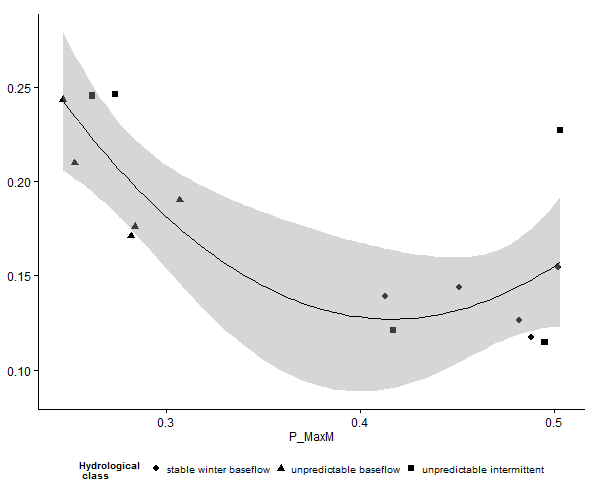 0.25
0.20
0.15
0.10
0.3 0.4 0.5
P_MaxM
Hydrological
class
stable winter baseflow unpredictable baseflow unpredictable intermittent